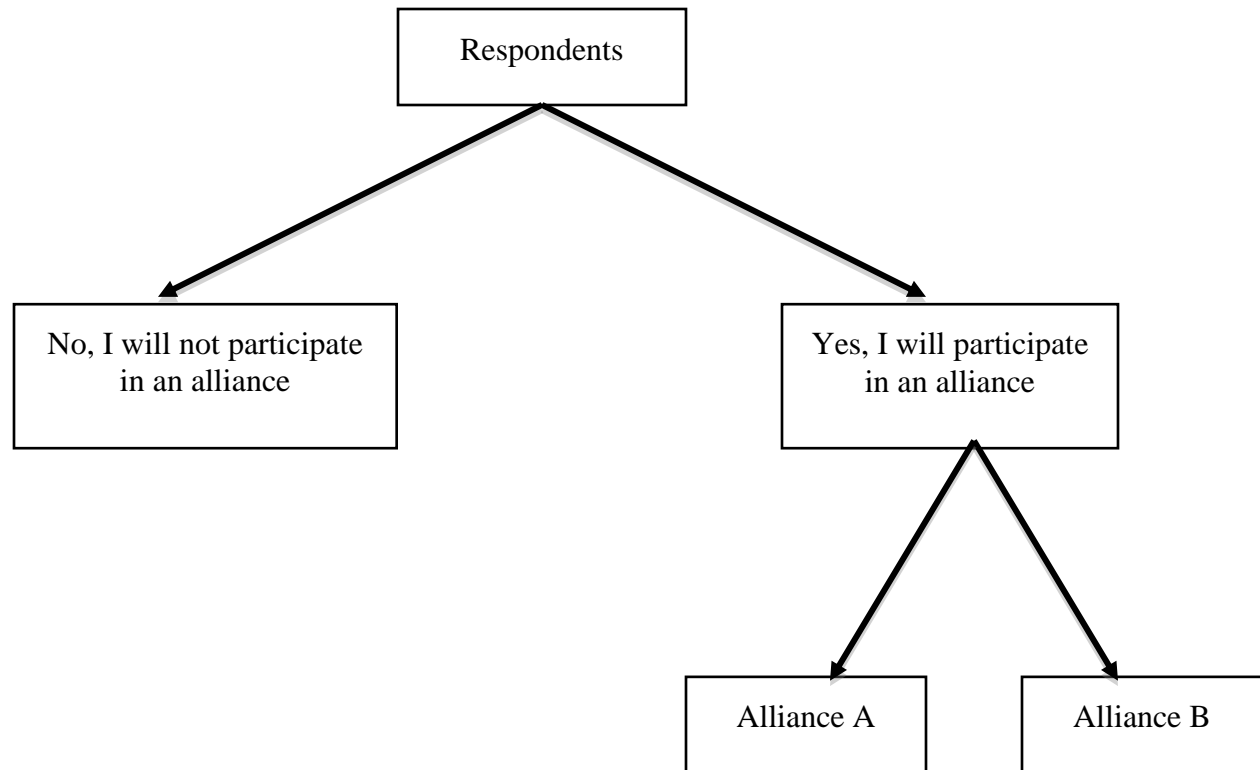 Respondents
No, I will not participate
in an alliance
Yes, I will participate
in an alliance
Alliance A
Alliance B